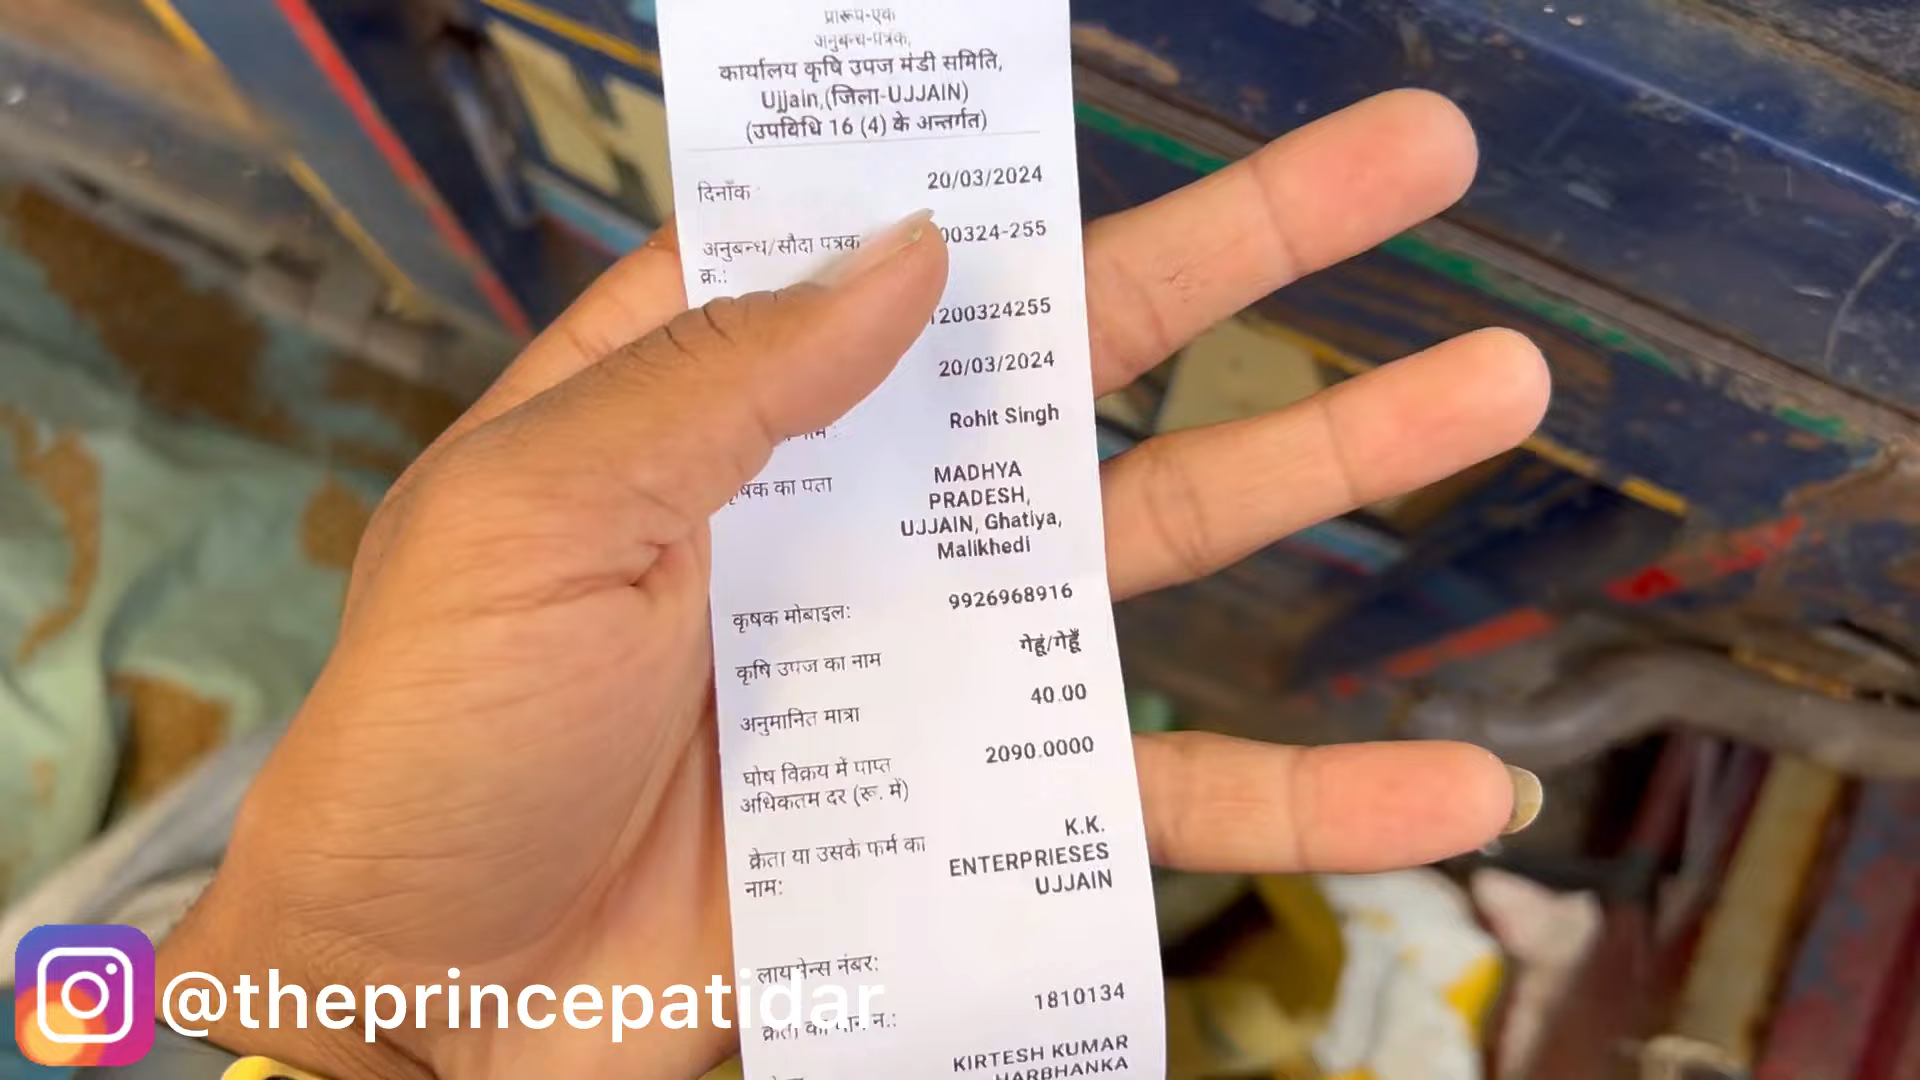 प्रारूप-एक
अनुबन्ध-पत्रक,
कार्यालय कृषि उपज मंडी समिति,
Ujjain,(जिला-UJJAIN)
(उपविधि 16 (4) के अन्तर्गत)
दिनाँक : 20/03/2024
अनुबन्ध/सौदा पत्रक 00324-255
क्र.:
200324255
20/03/2024
Rohit Singh
कृषक का पता MADHYA
PRADESH,
UJJAIN, Ghatiya,
Malikhedi
कृषक मोबाइल: 9926968916
कृषि उपज का नाम गेहूं/गेहूँ
अनुमानित मात्रा 40.00
घोष विक्रय में पाप्त 2090.0000
अधिकतम दर (रू. में)
क्रेता या उसके फर्म का K.K.
नाम: ENTERPRIESES
UJJAIN
लायसेन्स नंबर:
1810134
KIRTESH KUMAR
HARBHANKA
@theprincepatidar